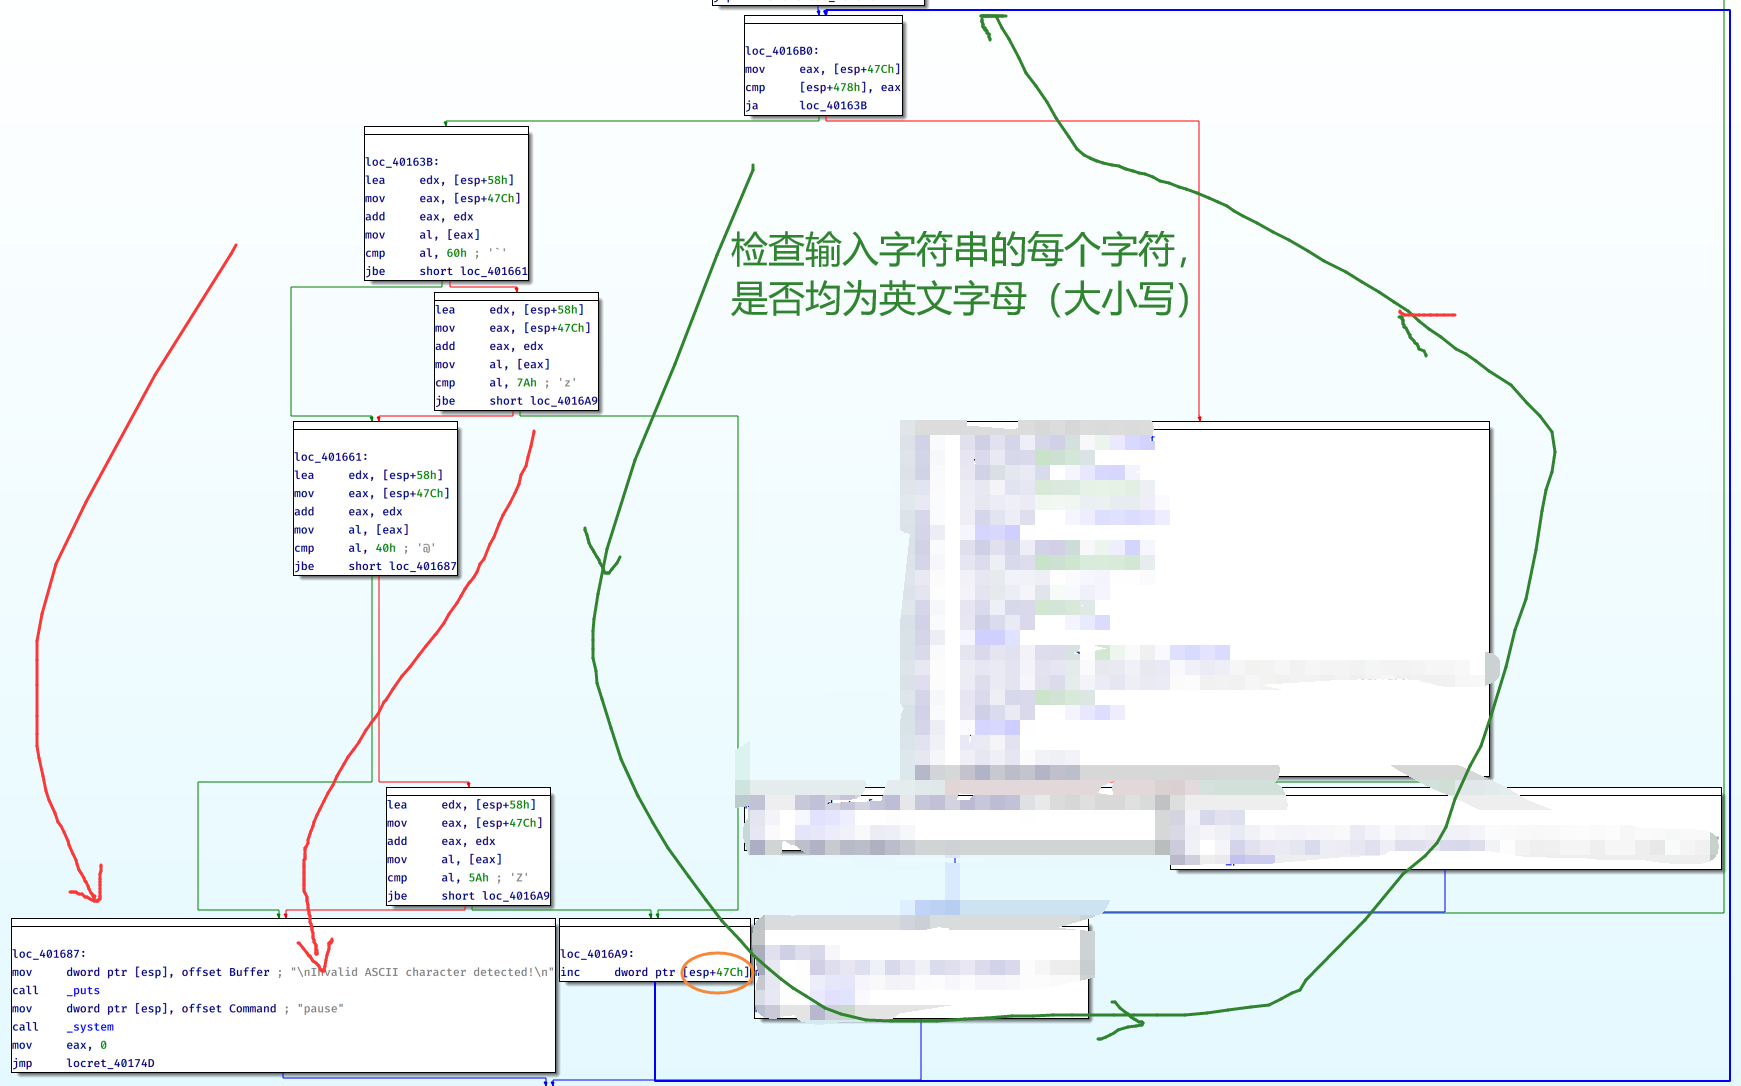 loc_4016B0:
mov eax, [esp+47Ch]
cmp [esp+478h], eax
ja loc_40163B
loc_40163B:
lea edx, [esp+58h]
mov eax, [esp+47Ch]
add eax, edx
mov al, [eax]
cmp al, 60h ; '`'
jbe short loc_401661
检查输入字符串的每个字符，
是否均为英文字母（大小写）
lea edx, [esp+58h]
mov eax, [esp+47Ch]
add eax, edx
mov al, [eax]
cmp al, 7Ah ; 'z'
jbe short loc_4016A9
loc_401661:
lea edx, [esp+58h]
mov eax, [esp+47Ch]
add eax, edx
mov al, [eax]
cmp al, 40h ; '@'
jbe short loc_401687
lea edx, [esp+58h]
mov eax, [esp+47Ch]
add eax, edx
mov al, [eax]
cmp al, 5Ah ; 'Z'
jbe short loc_4016A9
loc_401687:
mov dword ptr [esp], offset Buffer ; "\nInvalid ASCII character detected!\n"
call _puts
mov dword ptr [esp], offset Command ; "pause"
call _system
mov eax, 0
jmp locret_40174D
loc_4016A9:
inc dword ptr [esp+47Ch]